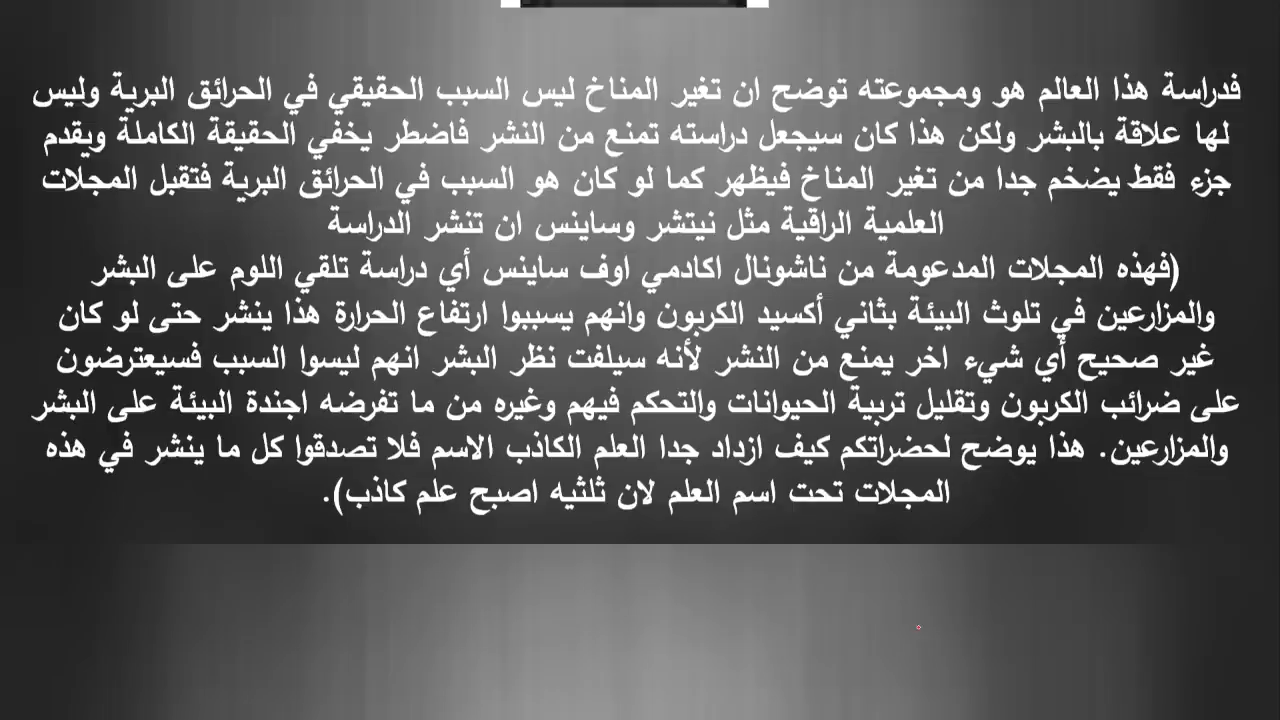 فدراسة هذا العالم هو ومجموعته توضح ان تغير المناخ ليس السبب الحقيقي في الحرائق البرية وليس
لها علاقة بالبشر ولكن هذا كان سيجعل دراسته تمنع من النشر فاضطر يخفي الحقيقة الكاملة ويقدم
جزء فقط يضخم جدا من تغير المناخ فيظهر كما لو كان هو السبب في الحرائق البرية فتقبل المجلات
العلمية الراقية مثل نيتشر وساينس ان تنشر الدراسة
(فهذه المجلات المدعومة من ناشونال اكادمي اوف ساينس أي دراسة تلقي اللوم على البشر
والمزارعين في تلوث البيئة بثاني أكسيد الكربون وانهم يسببوا ارتفاع الحرارة هذا ينشر حتى لو كان
غير صحيح أي شيء اخر يمنع من النشر لأنه سيلفت نظر البشر انهم ليسوا السبب فسيعترضون
على ضرائب الكربون وتقليل تربية الحيوانات والتحكم فيهم وغيره من ما تفرضه اجندة البيئة على البشر
والمزارعين. هذا يوضح لحضراتكم كيف ازداد جدا العلم الكاذب الاسم فلا تصدقوا كل ما ينشر في هذه
المجلات تحت اسم العلم لان ثلثيه اصبح علم كاذب).